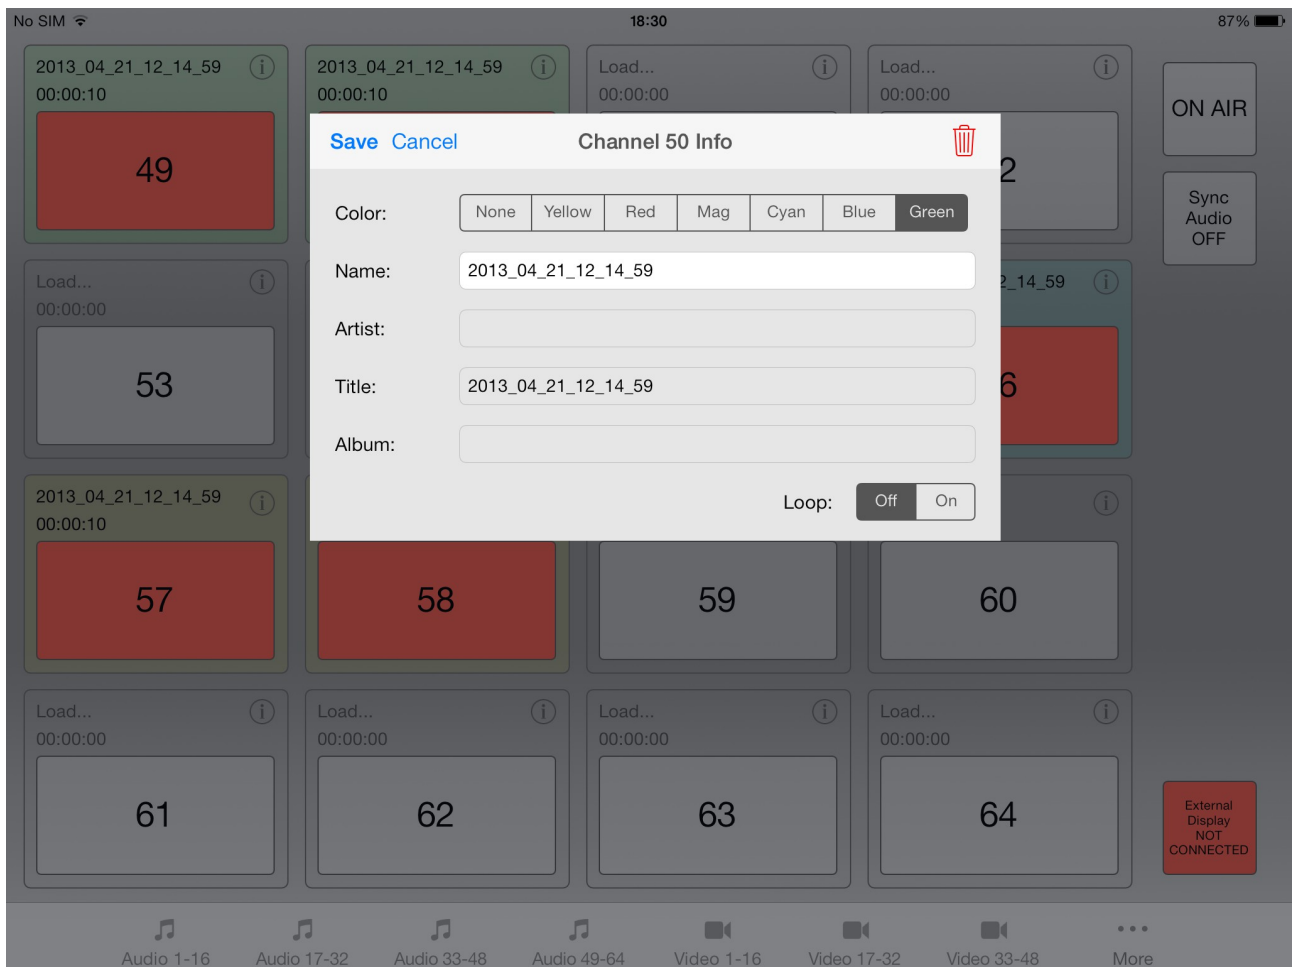 No SIM 18:30 87%
2013_04_21_12_14_59
00:00:10
49
2013_04_21_12_14_59
00:00:10
Load...
00:00:00
Load...
00:00:00
2
ON AIR
Sync
Audio
OFF
Save Cancel Channel 50 Info
Color: None Yellow Red Mag Cyan Blue Green
Name: 2013_04_21_12_14_59
Artist:
Title: 2013_04_21_12_14_59
Album:
Loop: Off On
Load...
00:00:00
53
2_14_59
6
2013_04_21_12_14_59
00:00:10
57
58
59
60
Load...
00:00:00
61
Load...
00:00:00
62
Load...
00:00:00
63
Load...
00:00:00
64
External
Display
NOT
CONNECTED
Audio 1-16 Audio 17-32 Audio 33-48 Audio 49-64 Video 1-16 Video 17-32 Video 33-48 More